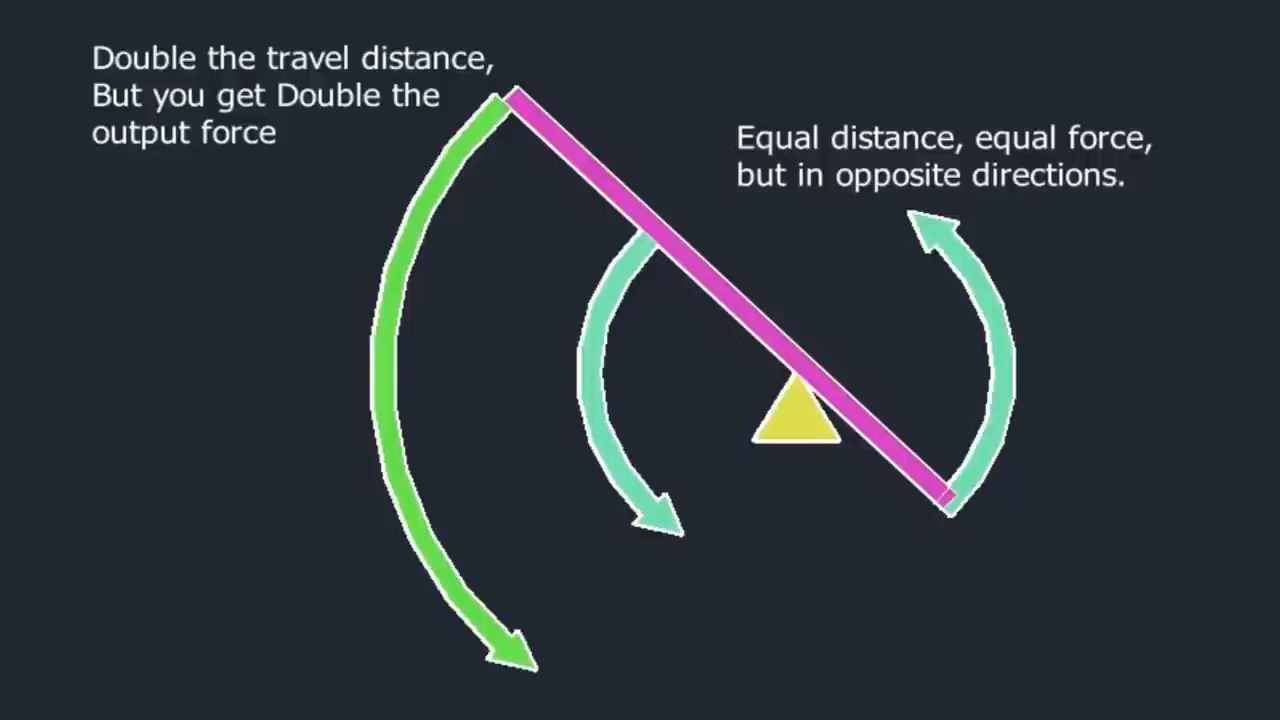 Double the travel distance,
But you get Double the
output force
Equal distance, equal force,
but in opposite directions.